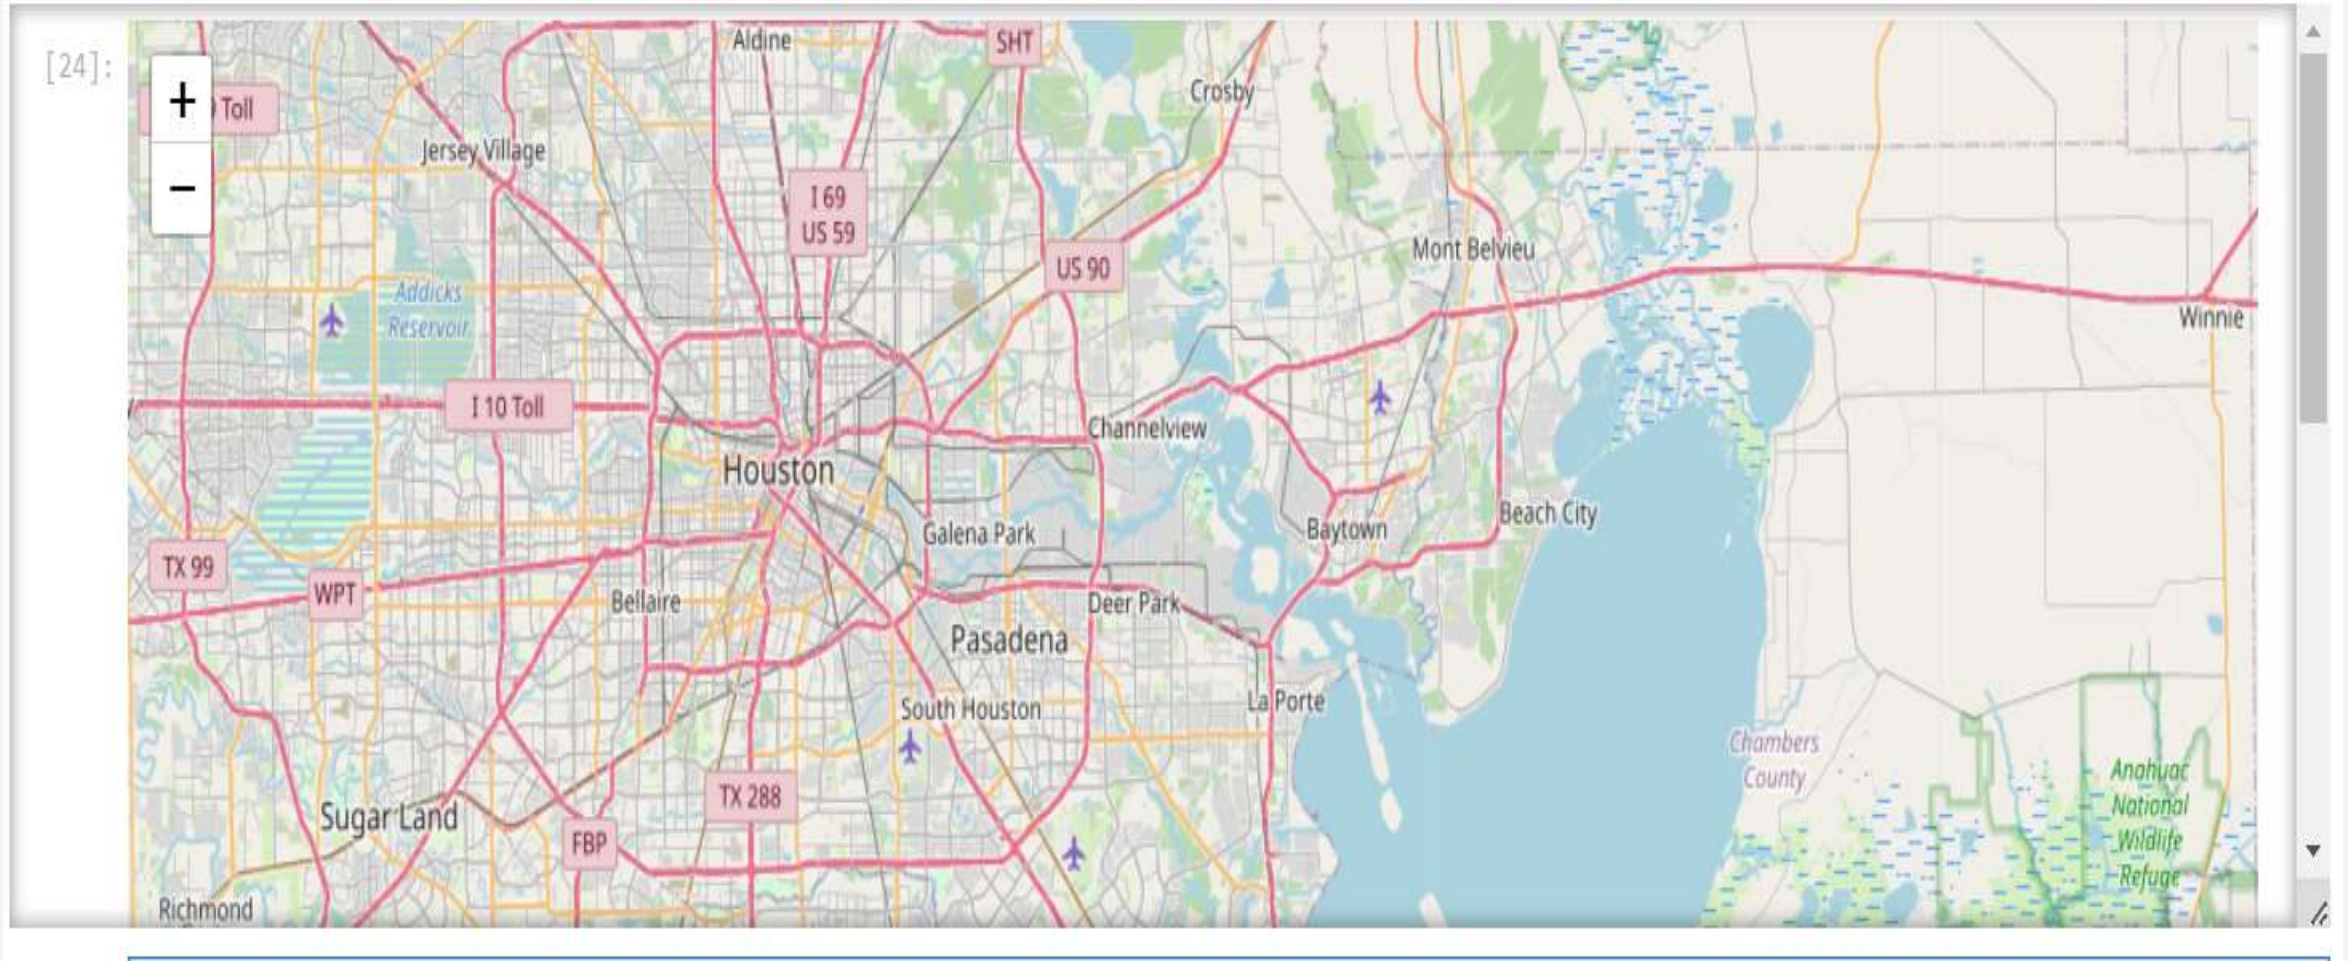 [24]:
+
−
Toll
Aldine
SHT
Crosby
Jersey Village
I 69
US 59
US 90
Mont Belvieu
Addicks
Reservoir
Winnie
I 10 Toll
Channelview
Houston
Beach City
Galena Park
Baytown
TX 99
WPT
Bellaire
Deer Park
Pasadena
La Porte
South Houston
Chambers
County
Anahuac
National
Wildlife
Refuge
TX 288
Sugar Land
FBP
Richmond